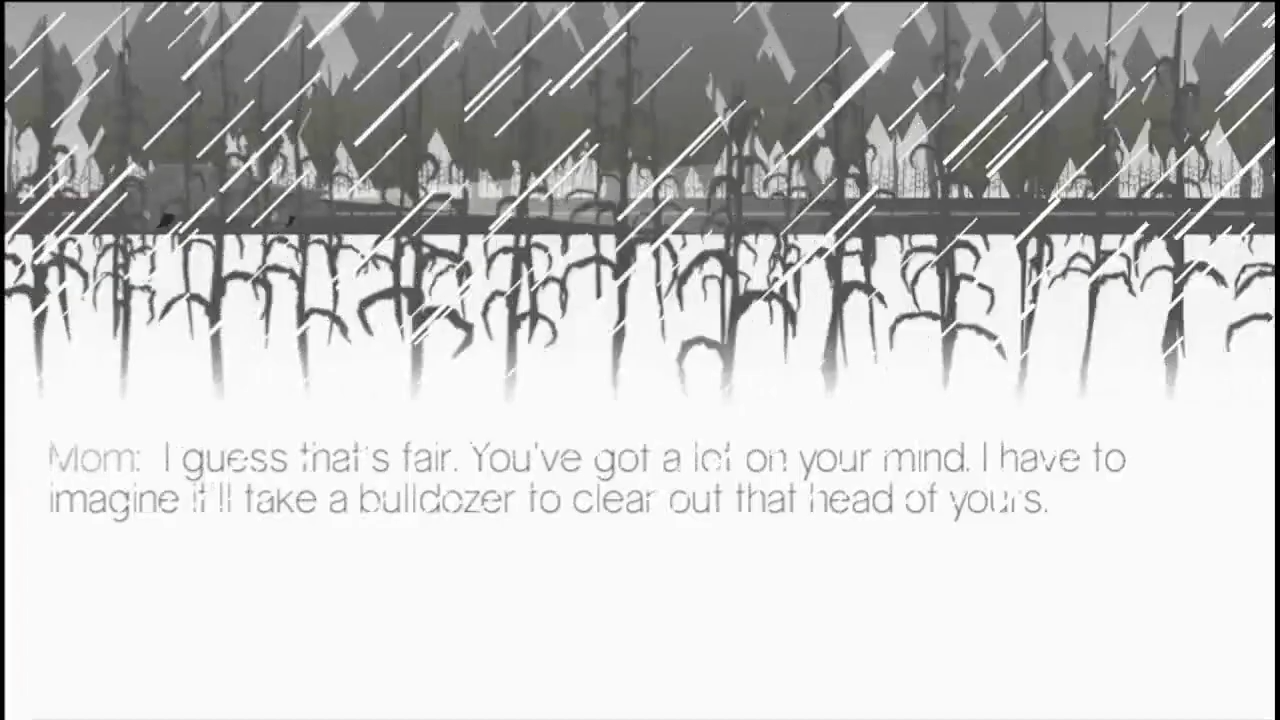 Mom: I guess that's fair. You've got a lot on your mind. I have to
imagine it'll take a bulldozer to clear out that head of yours.